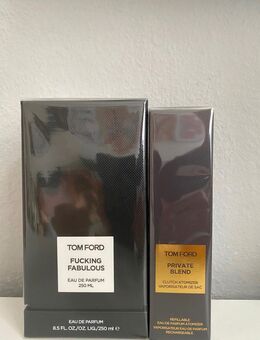 TOM FORD
FUCKING
FABULOUS
EAU DE PARFUM
250 ML
EAU DE PARFUM
8.5 FL. OZ./OZ. LIQ/250 ml ℮
TOM FORD
PRIVATE
BLEND
CLUTCH ATOMIZER
VAPORISATEUR DE SAC
REFILLABLE
EAU DE PARFUM ATOMIZER
VAPORISATEUR EAU DE PARFUM
RECHARGEABLE